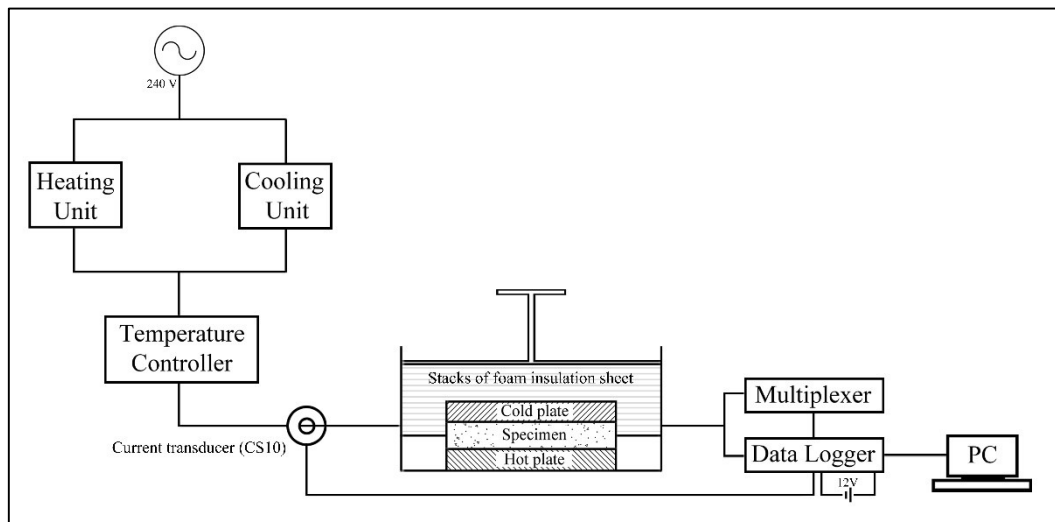 240 V
Heating
Unit
Cooling
Unit
Temperature
Controller
Current transducer (CS10)
Stacks of foam insulation sheet
Cold plate
Specimen
Hot plate
Multiplexer
Data Logger
12V
PC